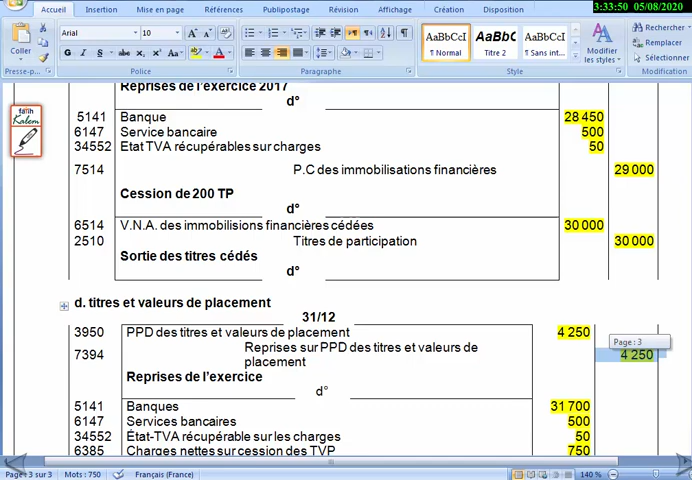 3:33:50 05/08/2020
Accueil Insertion Mise en page Références Publipostage Révision Affichage Création Disposition
Coller
Presse-p...
Arial 10
Police
Paragraphe
AaBbCcI ¶ Normal
AaBbC Titre 2
AaBbCcI ¶ Sans int...
Modifier les styles
Style
Rechercher
Remplacer
Sélectionner
Modification
fatih
Kalem
Reprises de l'exercice 2017
d°
5141 Banque 28 450
6147 Service bancaire 500
34552 Etat TVA récupérables sur charges 50
7514 P.C des immobilisations financières 29 000
Cession de 200 TP
d°
6514 V.N.A. des immobilisions financières cédées 30 000
2510 Titres de participation 30 000
Sortie des titres cédés
d°
d. titres et valeurs de placement
31/12
3950 PPD des titres et valeurs de placement 4 250
Page : 3
7394 Reprises sur PPD des titres et valeurs de 4 250
placement
Reprises de l'exercice
d°
5141 Banques 31 700
6147 Services bancaires 500
34552 État-TVA récupérable sur les charges 50
6385 Charges nettes sur cession des TVP 750
Page : 3 sur 3 Mots : 750 Français (France) 140 %